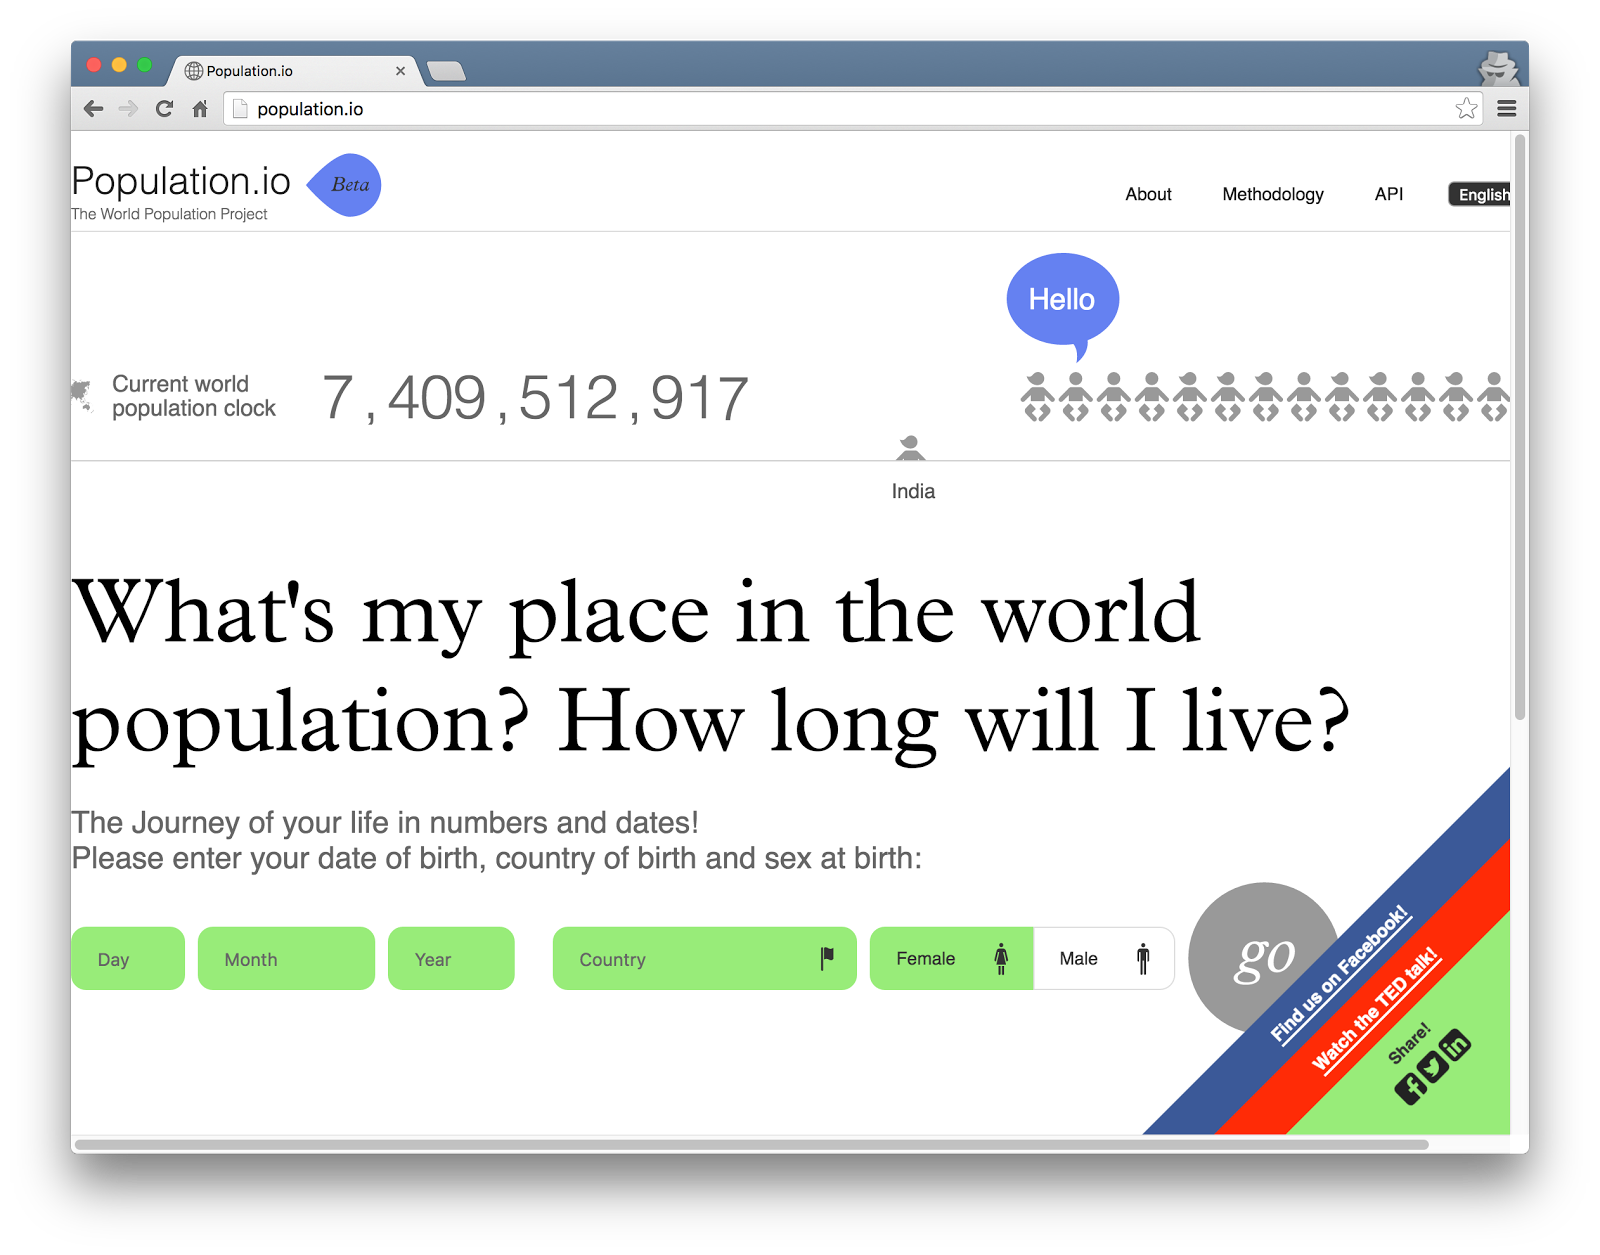 Population.io
population.io
Population.io
Beta
The World Population Project
About
Methodology
API
English
Hello
Current world
population clock
7,409,512,917
India
What's my place in the world
population? How long will I live?
The Journey of your life in numbers and dates!
Please enter your date of birth, country of birth and sex at birth:
Day
Month
Year
Country
Female
Male
go
Find us on Facebook!
Watch the TED talk!
Share!